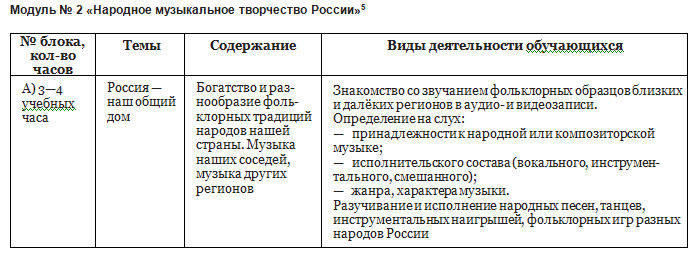 Модуль № 2 «Народное музыкальное творчество России»5
№ блока,
кол-во
часов
Темы
Содержание
Виды деятельности обучающихся
А) 3—4
учебных
часа
Россия —
наш общий
дом
Богатство и раз-
нообразие фоль-
клорных традиций
народов нашей
страны. Музыка
наших соседей,
музыка других
регионов
Знакомство со звучанием фольклорных образцов близких
и далёких регионов в аудио- и видеозаписи.
Определение на слух:
— принадлежности к народной или композиторской
музыке;
— исполнительского состава (вокального, инструмен-
тального, смешанного);
— жанра, характера музыки.
Разучивание и исполнение народных песен, танцев,
инструментальных наигрышей, фольклорных игр разных
народов России